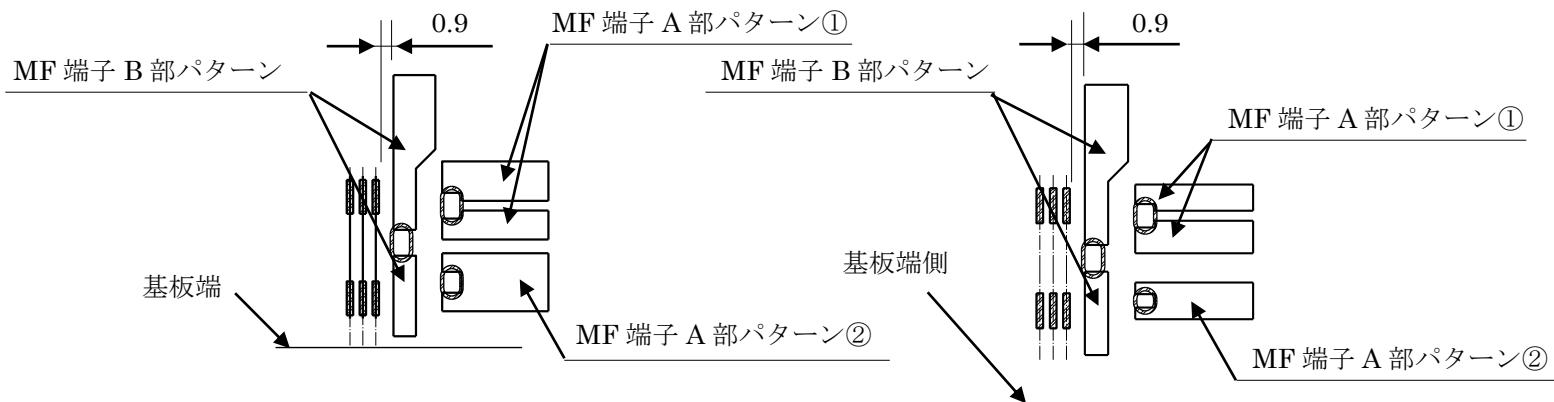 0.9
MF 端子 A 部パターン①
MF 端子 B 部パターン
基板端
MF 端子 A 部パターン②
0.9
MF 端子 B 部パターン
MF 端子 A 部パターン①
基板端側
MF 端子 A 部パターン②